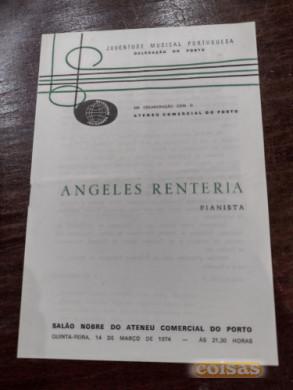 JUVENTUDE MUSICAL PORTUGUESA
DELEGAÇÃO DO PORTO
EM COLABORAÇÃO COM O
ATENEU COMERCIAL DO PORTO
ANGELES RENTERIA
PIANISTA
SALÃO NOBRE DO ATENEU COMERCIAL DO PORTO
QUINTA-FEIRA, 14 DE MARÇO DE 1974 — ÀS 21,30 HORAS
coisas